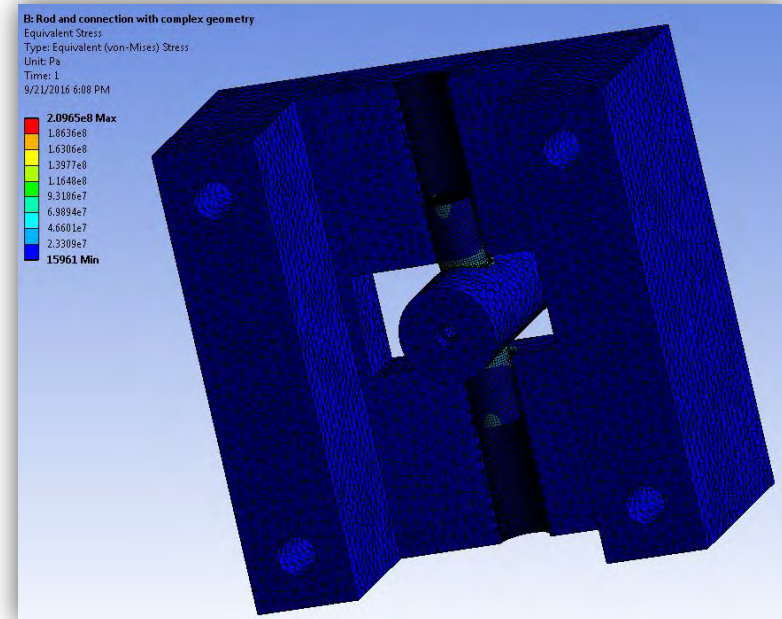 B: Rod and connection with complex geometry
Equivalent Stress
Type: Equivalent (von-Mises) Stress
Unit: Pa
Time: 1
9/21/2016 6:08 PM
2.0965e8 Max
1.8636e8
1.6306e8
1.3977e8
1.1648e8
9.3186e7
6.9894e7
4.6601e7
2.3309e7
15961 Min